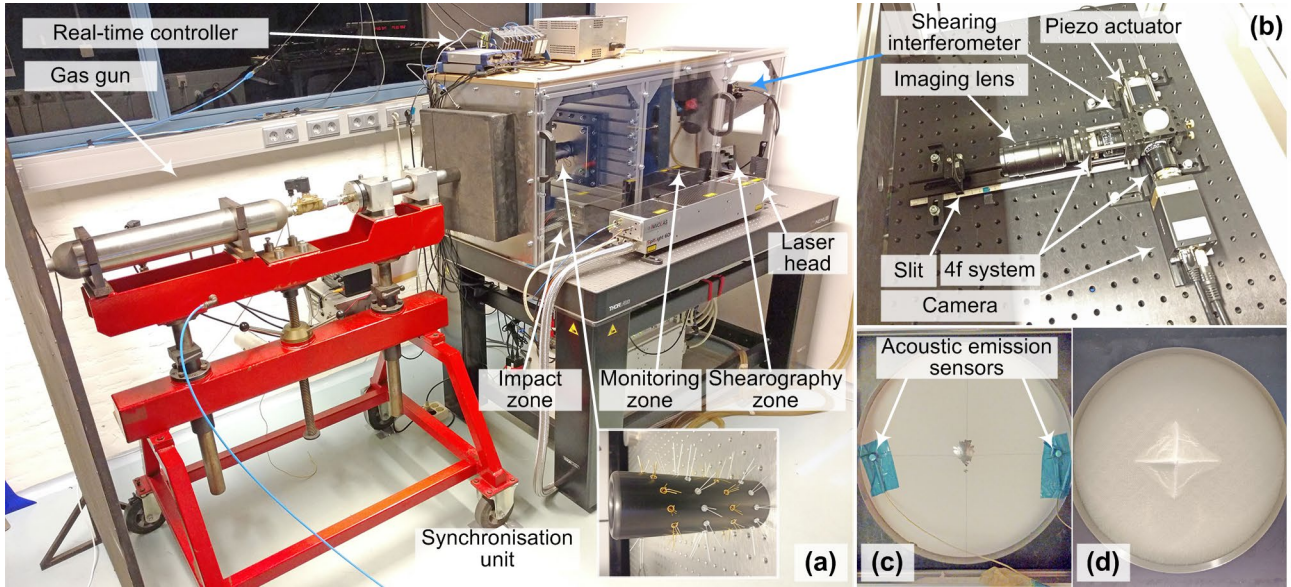 Real-time controller
Gas gun
Impact
zone
Monitoring
zone
Shearography
zone
Laser
head
Synchronisation
unit
(a)
Shearing
interferometer
Piezo actuator
(b)
Imaging lens
Slit
4f system
Camera
Acoustic emission
sensors
(c)
(d)